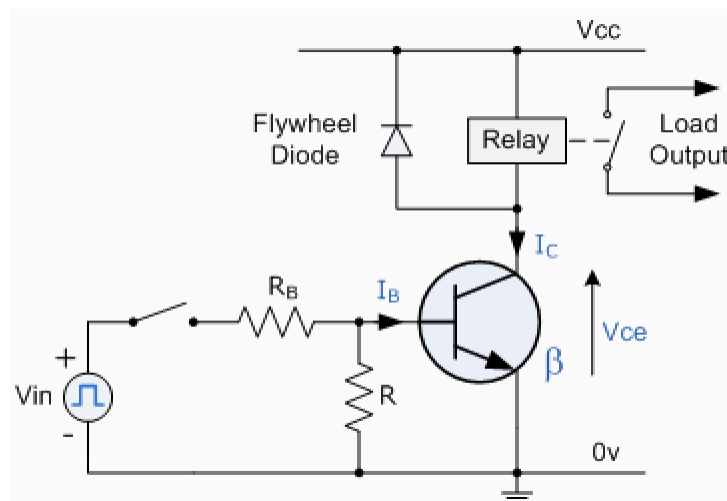 Vcc
Flywheel
Diode
Relay
Load
Output
I_C
R_B
I_B
Vce
β
+
Vin
-
R
0v